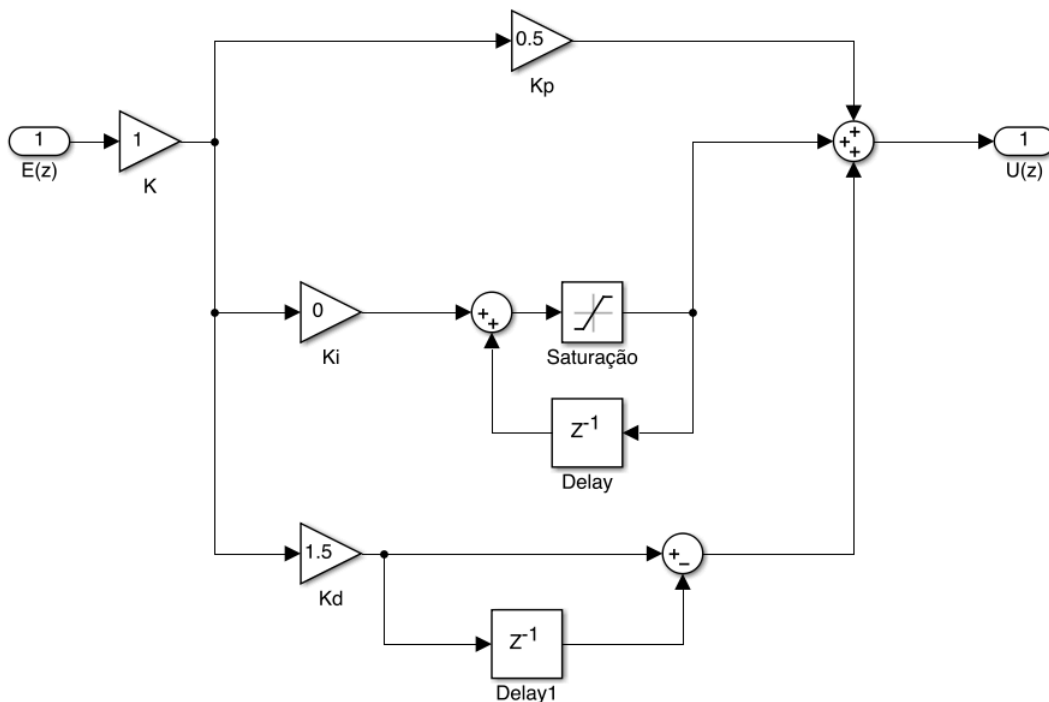 0.5
Kp
1
E(z)
1
K
+
+
+
1
U(z)
0
Ki
+
+
Saturação
Z-1
Delay
1.5
Kd
+
−
Z-1
Delay1